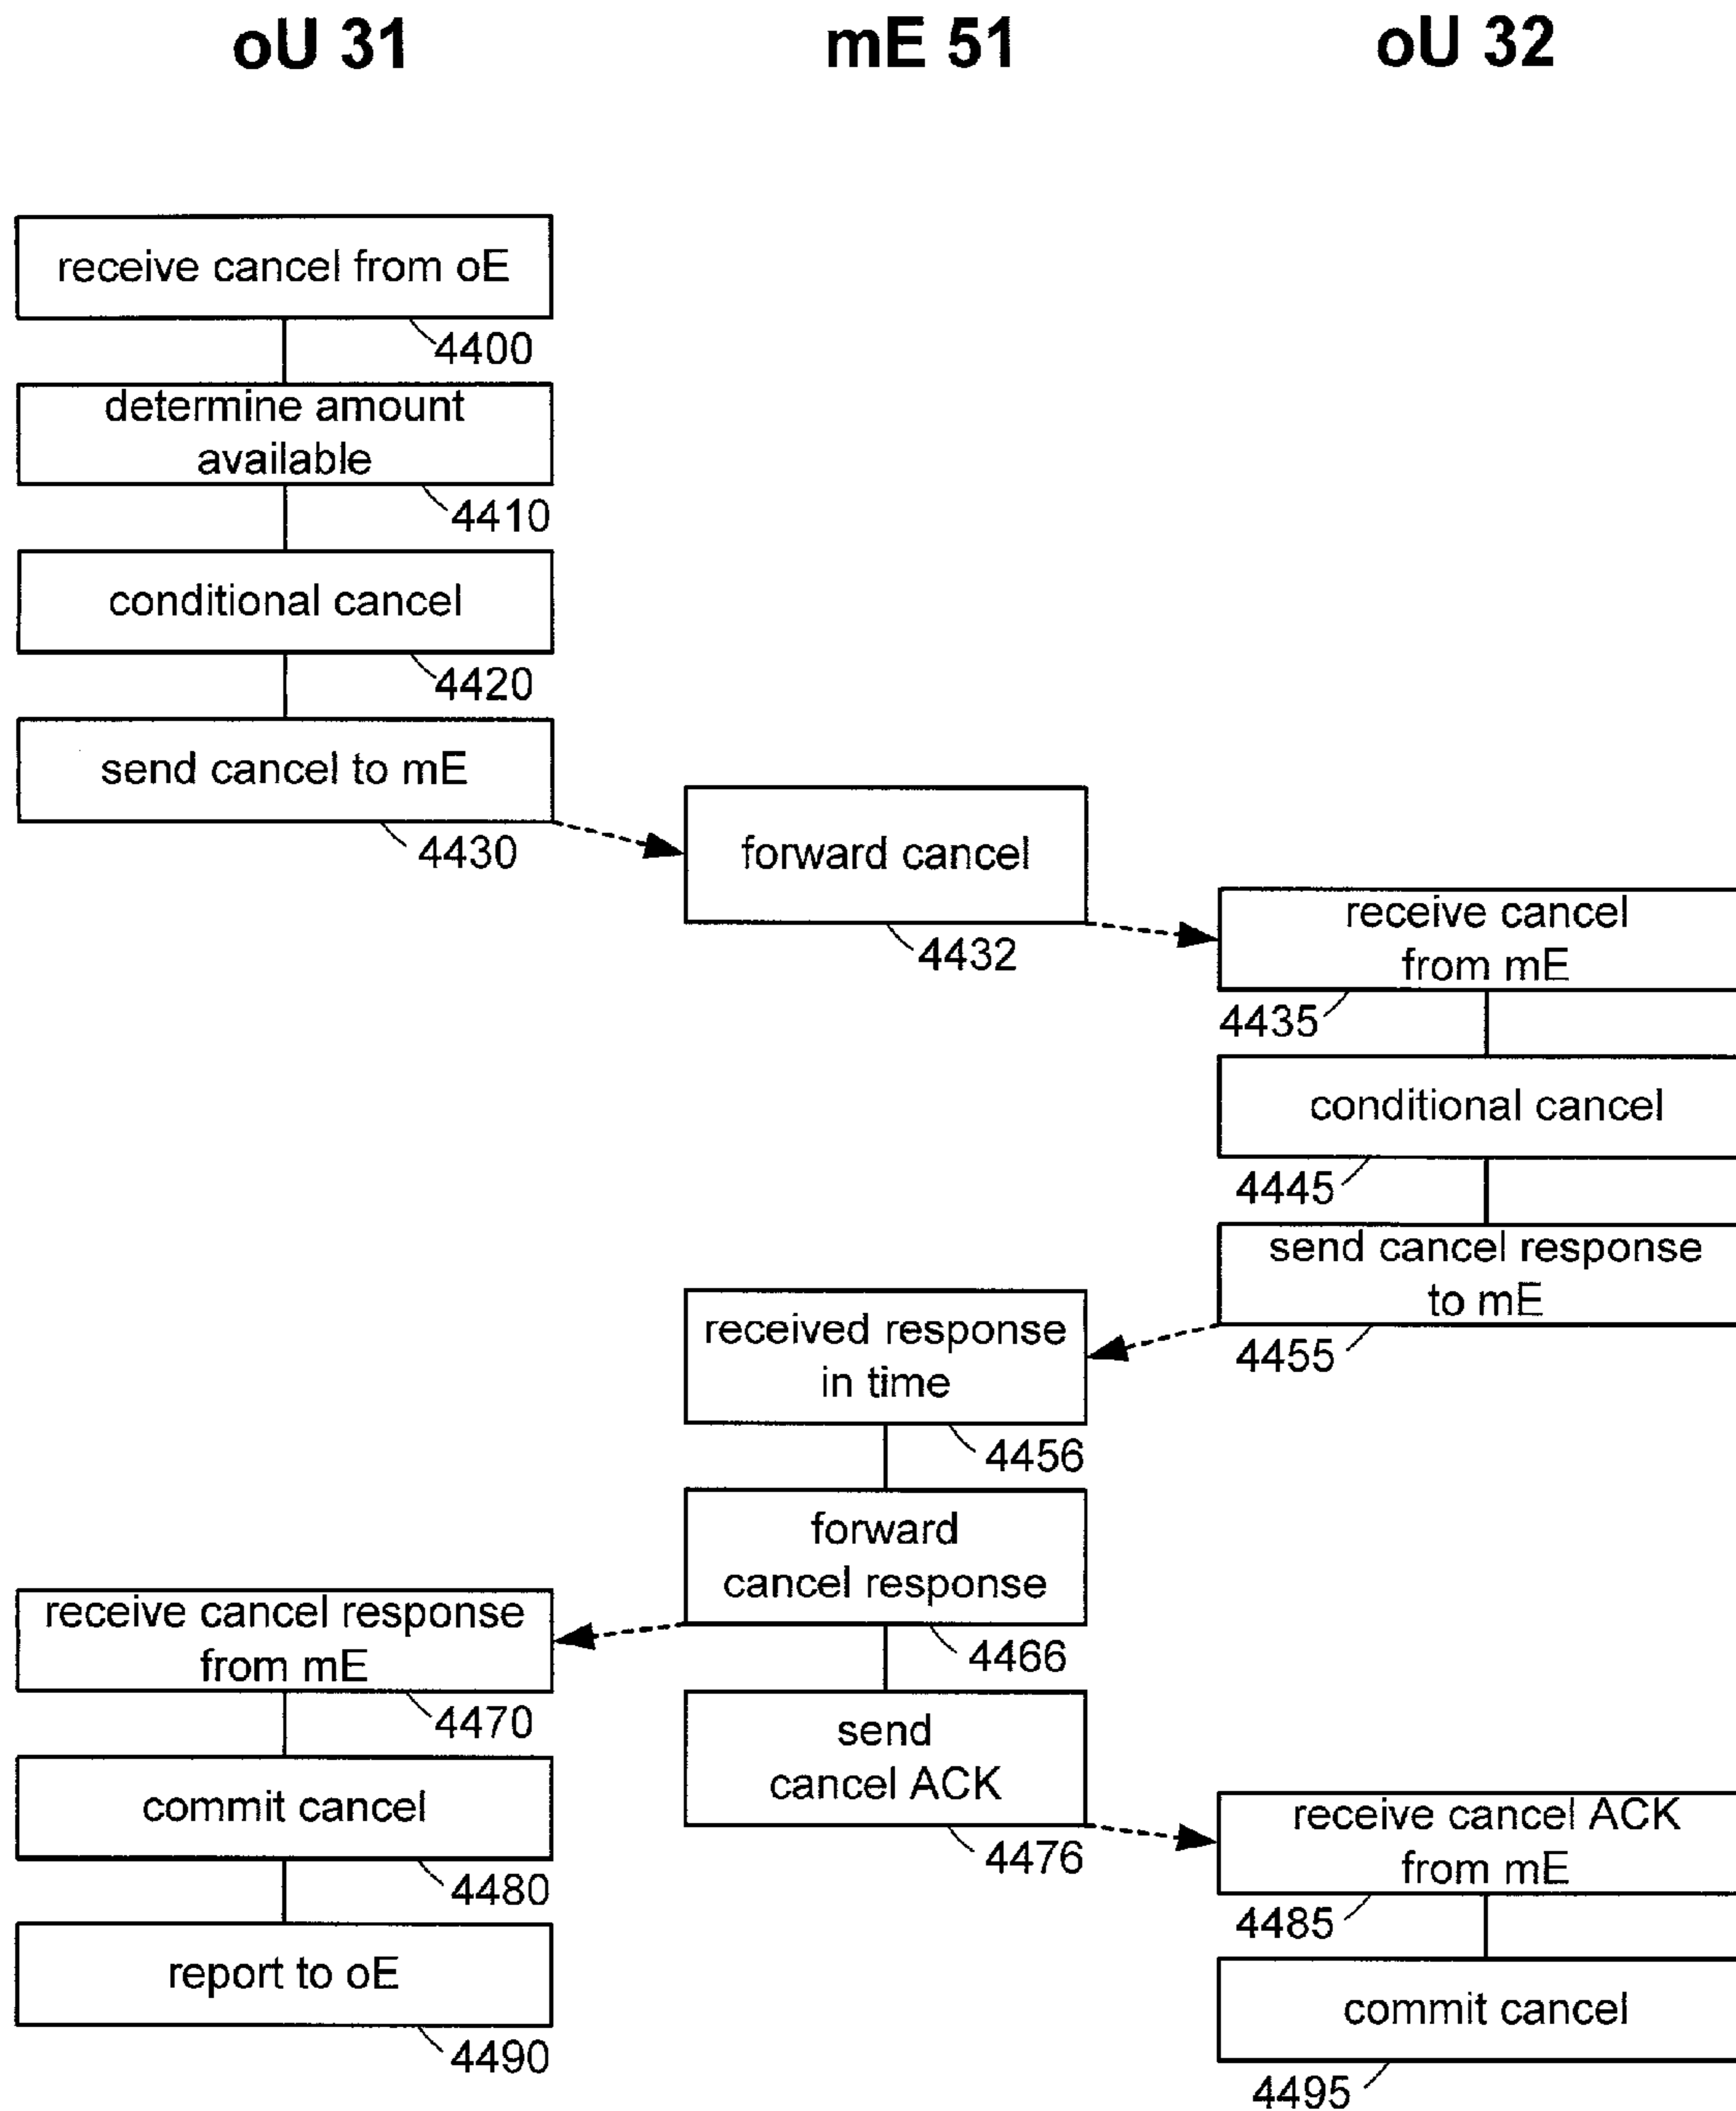 oU 31
mE 51
oU 32
receive cancel from oE
4400
determine amount
available
4410
conditional cancel
4420
send cancel to mE
4430
forward cancel
4432
receive cancel
from mE
4435
conditional cancel
4445
send cancel response
to mE
4455
received response
in time
4456
forward
cancel response
4466
receive cancel response
from mE
4470
send
cancel ACK
4476
commit cancel
4480
receive cancel ACK
from mE
4485
report to oE
4490
commit cancel
4495